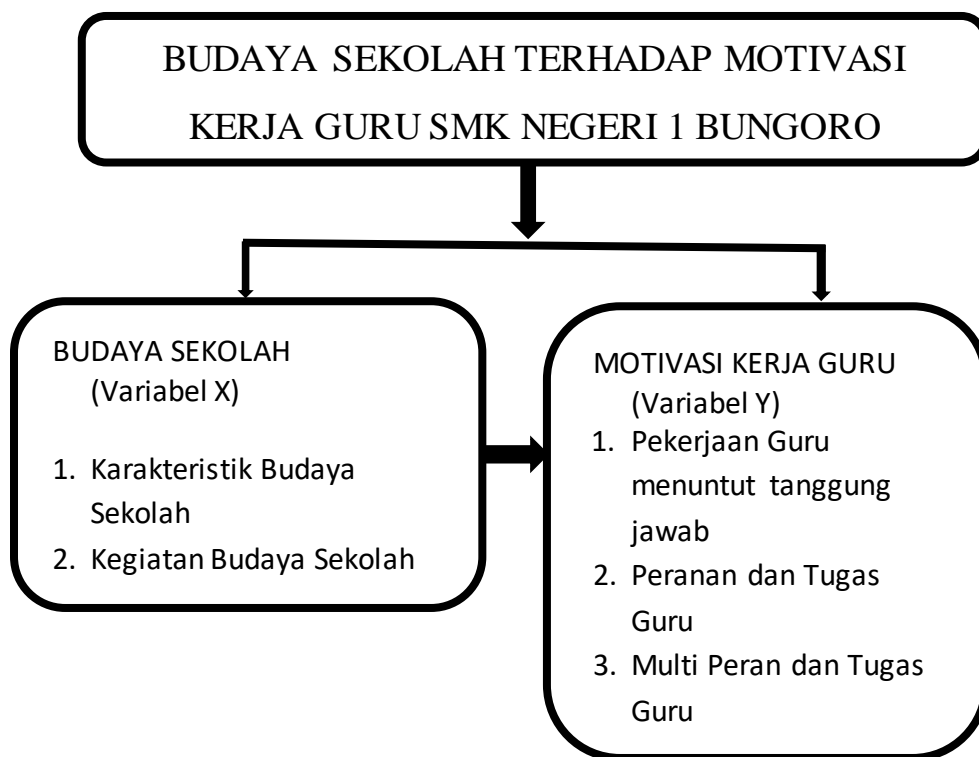 BUDAYA SEKOLAH TERHADAP MOTIVASI
KERJA GURU SMK NEGERI 1 BUNGORO
BUDAYA SEKOLAH
(Variabel X)
1. Karakteristik Budaya
Sekolah
2. Kegiatan Budaya Sekolah
MOTIVASI KERJA GURU
(Variabel Y)
1. Pekerjaan Guru
menuntut tanggung
jawab
2. Peranan dan Tugas
Guru
3. Multi Peran dan Tugas
Guru